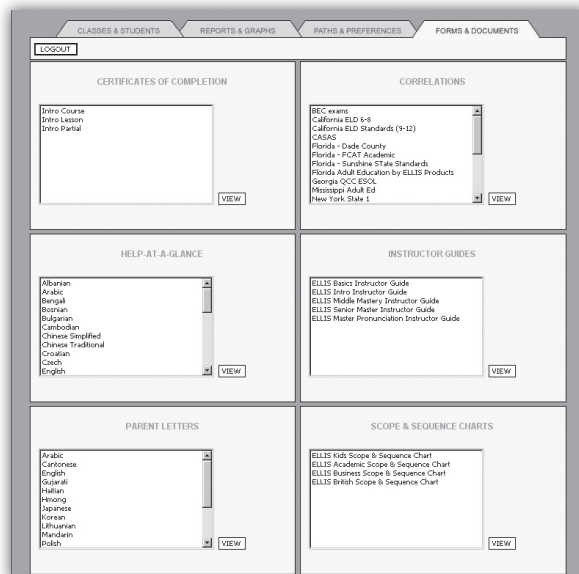 CLASSES & STUDENTS
REPORTS & GRAPHS
PATHS & PREFERENCES
FORMS & DOCUMENTS
LOGOUT
CERTIFICATES OF COMPLETION
Intro Course
Intro Lesson
Intro Partial
VIEW
CORRELATIONS
BEC exams
California ELD 6-8
California ELD Standards (9-12)
CASAS
Florida - Dade County
Florida - FCAT Academic
Florida - Sunshine STate Standards
Florida Adult Education by ELLIS Products
Georgia QCC ESOL
Mississippi Adult Ed
New York State 1
VIEW
HELP-AT-A-GLANCE
Albanian
Arabic
Bengali
Bosnian
Bulgarian
Cambodian
Chinese Simplified
Chinese Traditional
Croatian
Czech
English
VIEW
INSTRUCTOR GUIDES
ELLIS Basics Instructor Guide
ELLIS Intro Instructor Guide
ELLIS Middle Mastery Instructor Guide
ELLIS Senior Master Instructor Guide
ELLIS Master Pronunciation Instructor Guide
VIEW
PARENT LETTERS
Arabic
Cantonese
English
Gujarati
Haitian
Hmong
Japanese
Korean
Lithuanian
Mandarin
Polish
VIEW
SCOPE & SEQUENCE CHARTS
ELLIS Kids Scope & Sequence Chart
ELLIS Academic Scope & Sequence Chart
ELLIS Business Scope & Sequence Chart
ELLIS British Scope & Sequence Chart
VIEW